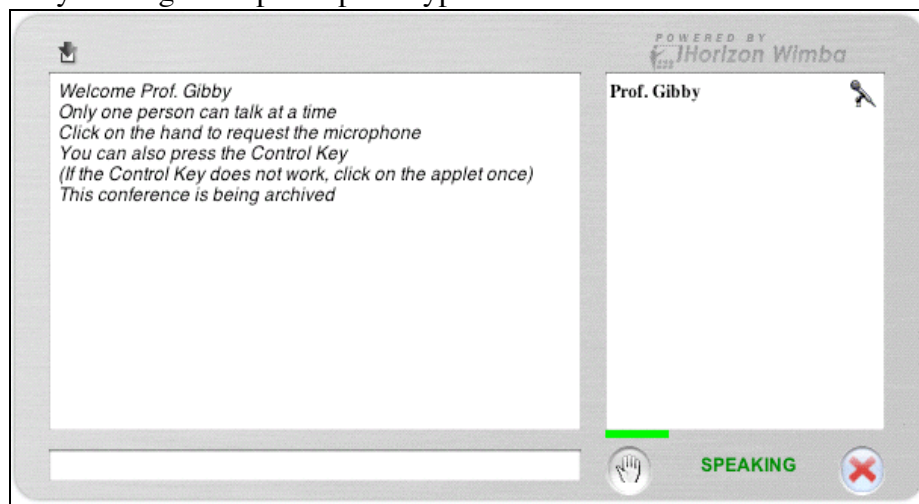 POWERED BY
Horizon Wimba
Welcome Prof. Gibby
Only one person can talk at a time
Click on the hand to request the microphone
You can also press the Control Key
(If the Control Key does not work, click on the applet once)
This conference is being archived
Prof. Gibby
SPEAKING